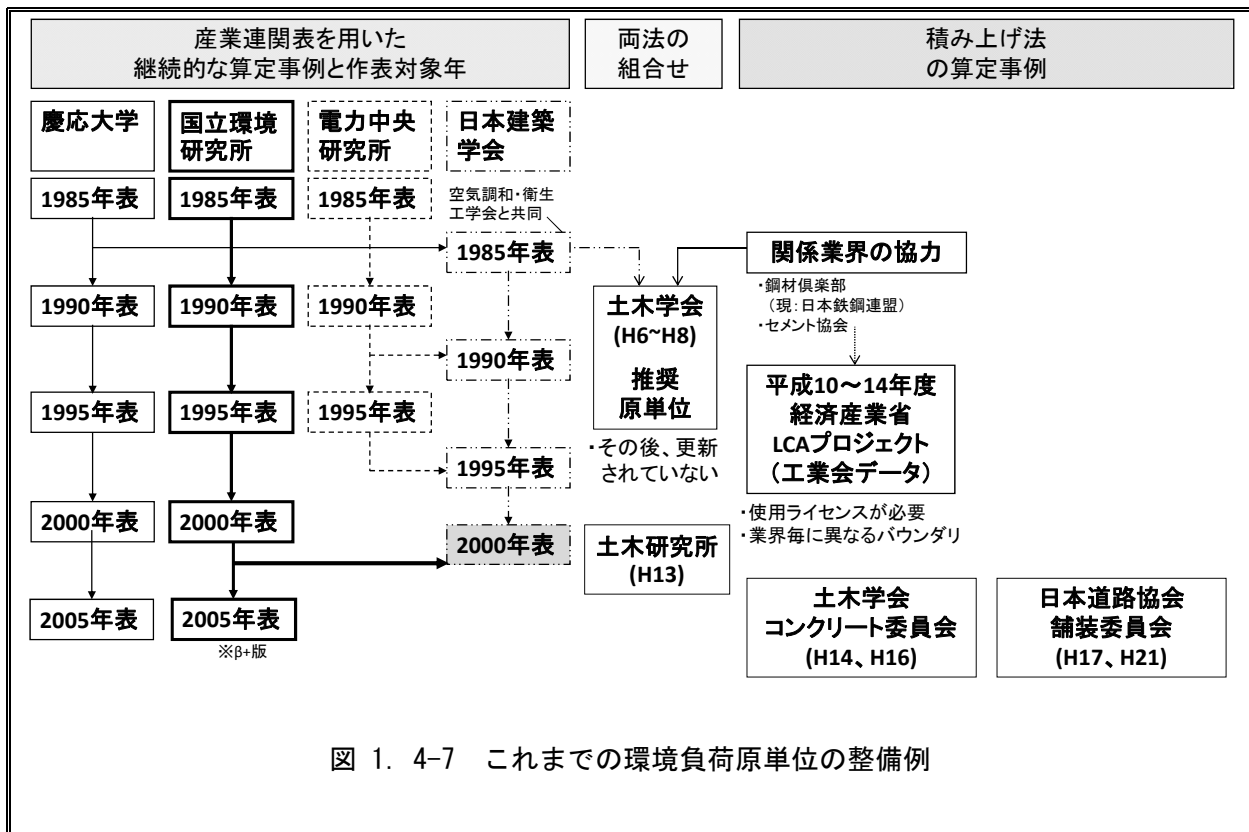 産業連関表を用いた
継続的な算定事例と作表対象年
両法の
組合せ
積み上げ法
の算定事例
慶応大学
国立環境
研究所
電力中央
研究所
日本建築
学会
1985年表
1985年表
1985年表
空気調和・衛生
工学会と共同
1985年表
1990年表
1990年表
1990年表
1990年表
1995年表
1995年表
1995年表
1995年表
2000年表
2000年表
2000年表
2005年表
2005年表
※β+版
土木学会
(H6~H8)
推奨
原単位
・その後、更新
されていない
土木研究所
(H13)
関係業界の協力
・鋼材倶楽部
（現：日本鉄鋼連盟）
・セメント協会
平成10～14年度
経済産業省
LCAプロジェクト
（工業会データ）
・使用ライセンスが必要
・業界毎に異なるバウンダリ
土木学会
コンクリート委員会
(H14、H16)
日本道路協会
舗装委員会
(H17、H21)
図 1. 4-7 これまでの環境負荷原単位の整備例